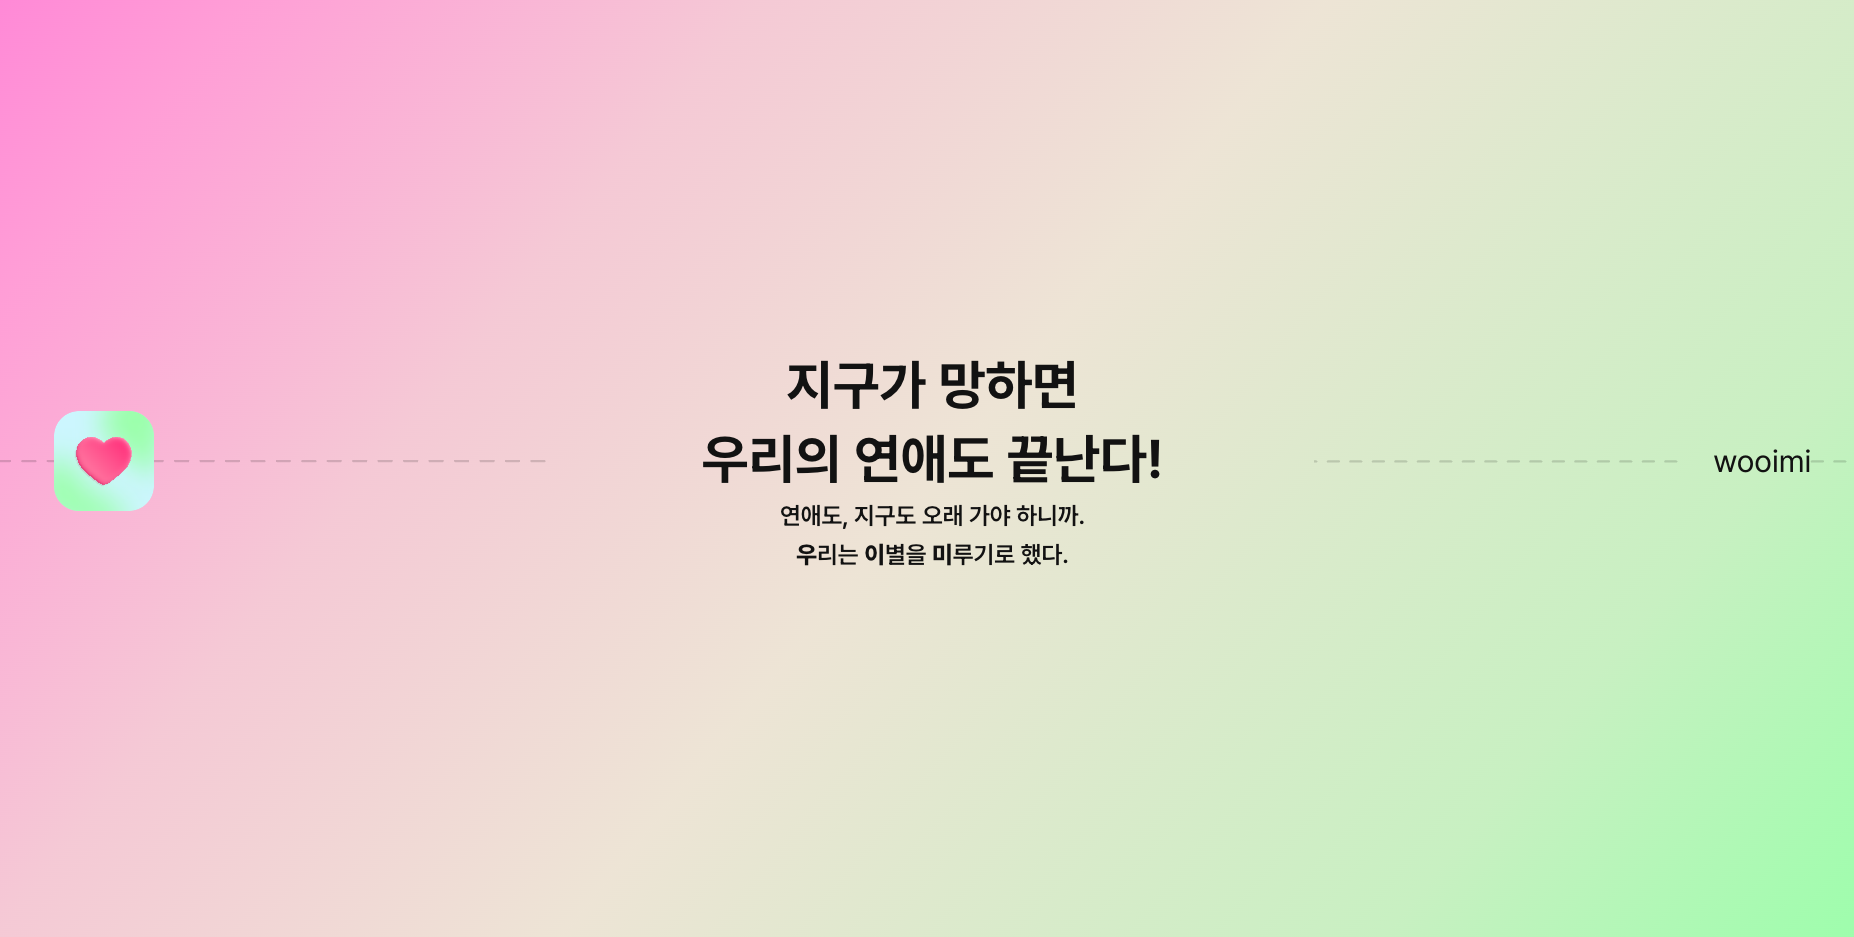 지구가 망하면
우리의 연애도 끝난다!
연애도, 지구도 오래 가야 하니까.
우리는 이별을 미루기로 했다.
wooimi